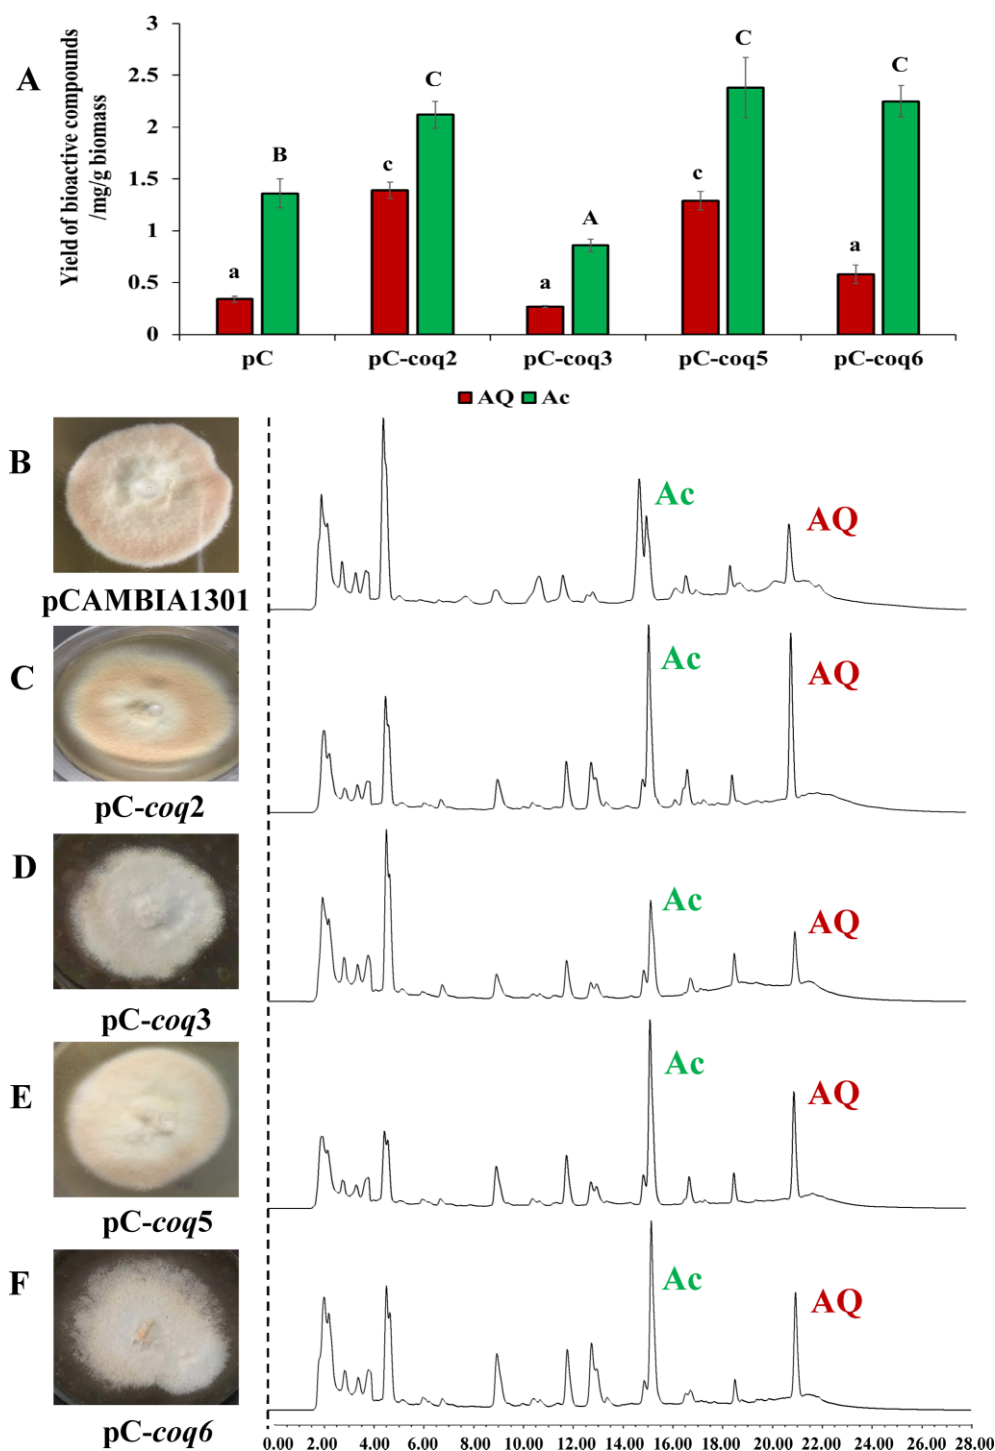 A
Yield of bioactive compounds
/mg/g biomass
3
2.5
2
1.5
1
0.5
0
a
B
c
C
a
A
c
C
a
C
pC
pC-coq2
pC-coq3
pC-coq5
pC-coq6
AQ
Ac
B
pCAMBIA1301
Ac
AQ
C
pC-coq2
Ac
AQ
D
pC-coq3
Ac
AQ
E
pC-coq5
Ac
AQ
F
pC-coq6
Ac
AQ
0.00 2.00 4.00 6.00 8.00 10.00 12.00 14.00 16.00 18.00 20.00 22.00 24.00 26.00 28.00